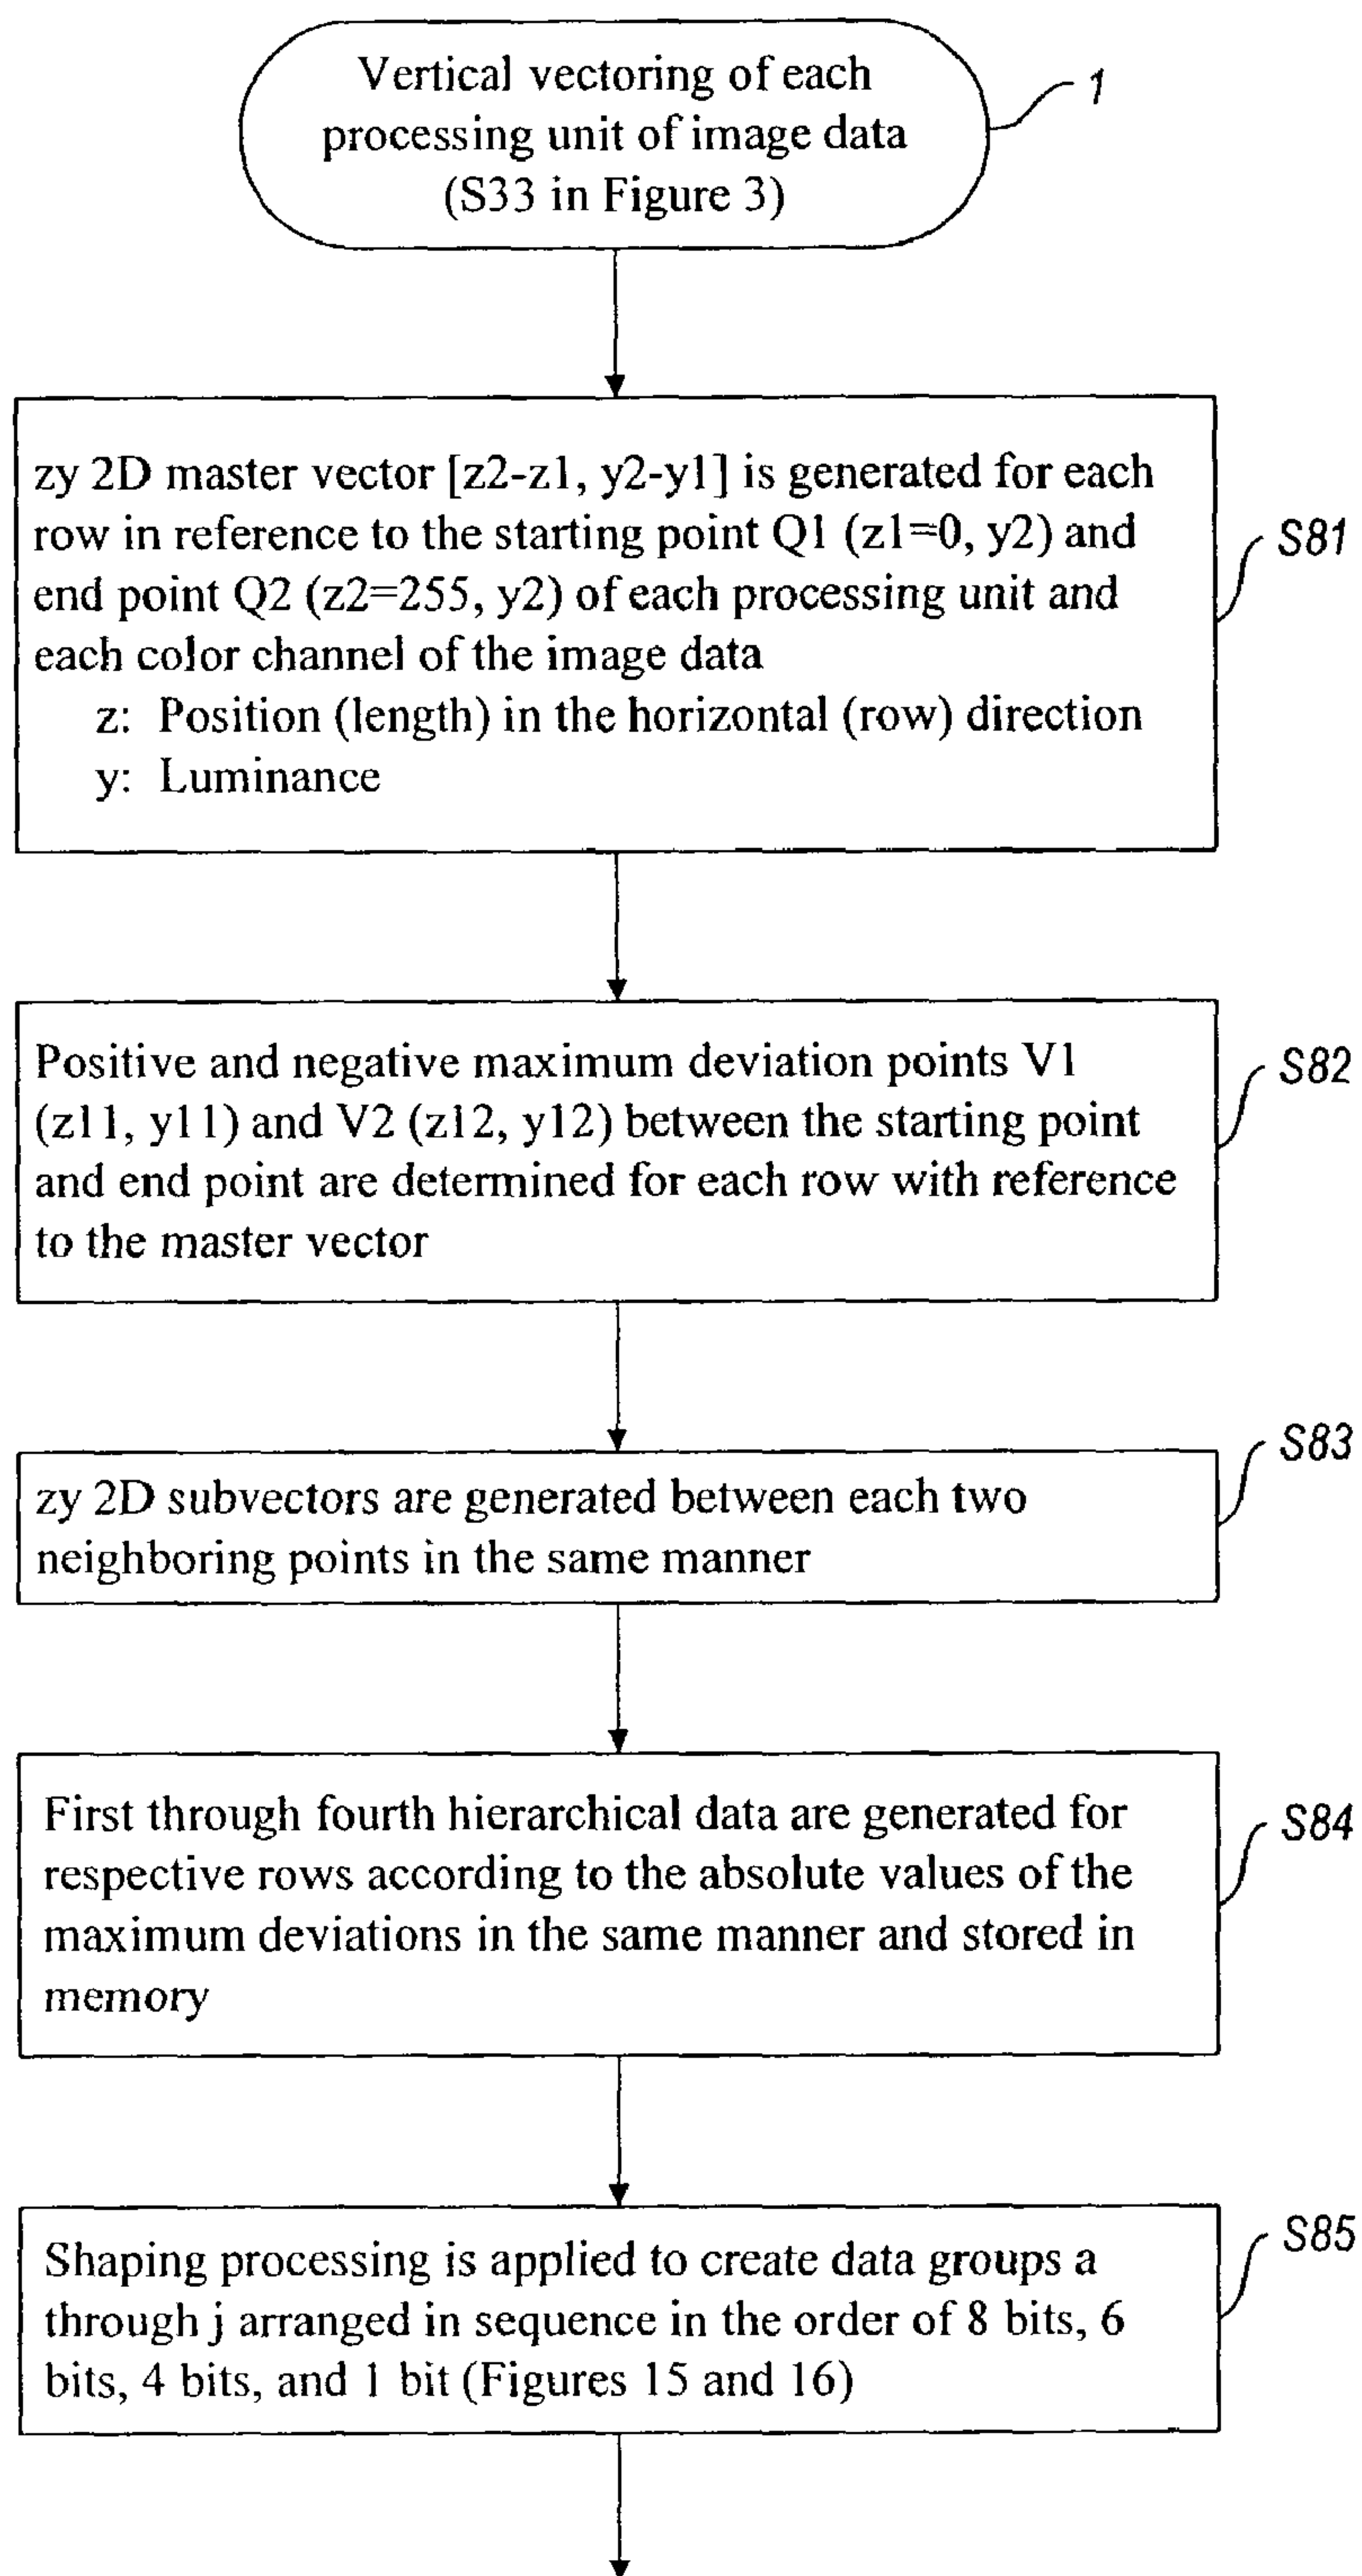 Vertical vectoring of each
processing unit of image data
(S33 in Figure 3)
1
zy 2D master vector [z2-z1, y2-y1] is generated for each
row in reference to the starting point Q1 (z1=0, y2) and
end point Q2 (z2=255, y2) of each processing unit and
each color channel of the image data
z: Position (length) in the horizontal (row) direction
y: Luminance
S81
Positive and negative maximum deviation points V1
(z11, y11) and V2 (z12, y12) between the starting point
and end point are determined for each row with reference
to the master vector
S82
zy 2D subvectors are generated between each two
neighboring points in the same manner
S83
First through fourth hierarchical data are generated for
respective rows according to the absolute values of the
maximum deviations in the same manner and stored in
memory
S84
Shaping processing is applied to create data groups a
through j arranged in sequence in the order of 8 bits, 6
bits, 4 bits, and 1 bit (Figures 15 and 16)
S85